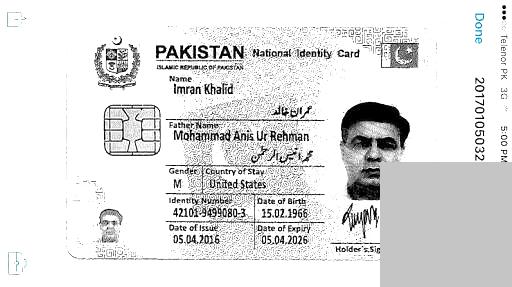 ••• Telenor PK 3G 5:00 PM
Done
20170105032
PAKISTAN National Identity Card
ISLAMIC REPUBLIC OF PAKISTAN
Name
Imran Khalid
عمران خالد
Father Name
Mohammad Anis Ur Rehman
محمد انیس الرحمٰن
Gender Country of Stay
M United States
Identity Number Date of Birth
42101-9499080-3 15.02.1966
Date of Issue Date of Expiry
05.04.2016 05.04.2026
Holder's Sig